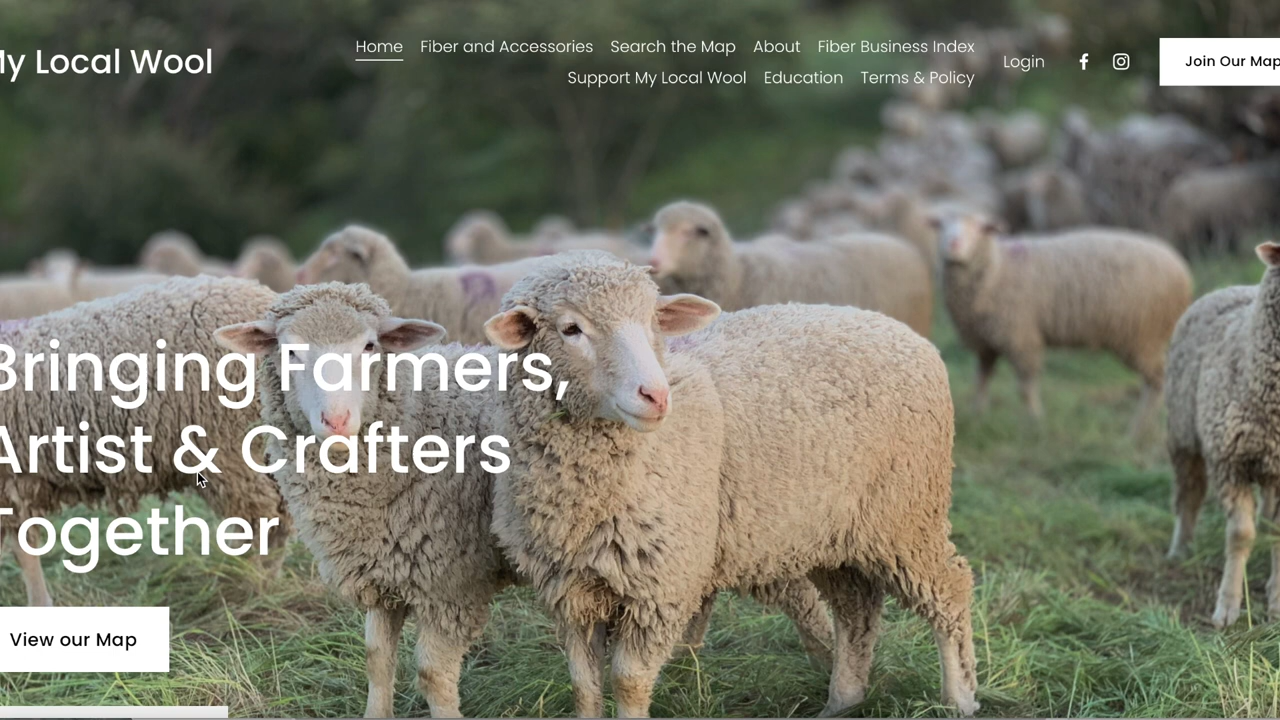 My Local Wool
Home Fiber and Accessories Search the Map About Fiber Business Index
Support My Local Wool Education Terms & Policy
Login
Join Our Map
Bringing Farmers,
Artist & Crafters
Together
View our Map